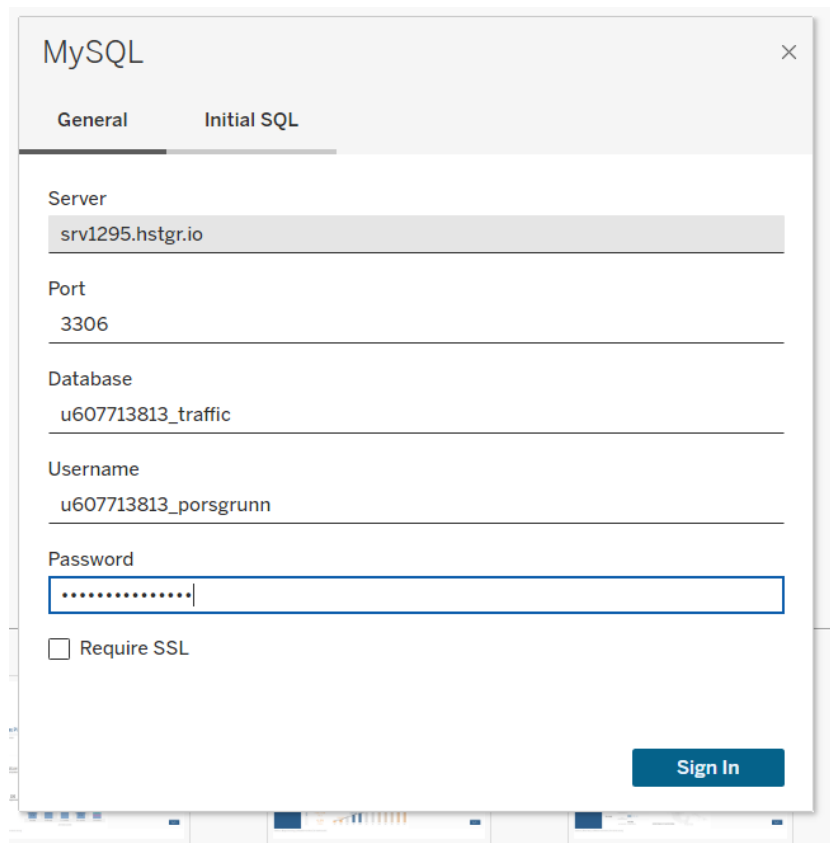 MySQL
General Initial SQL
Server
srv1295.hstgr.io
Port
3306
Database
u607713813_traffic
Username
u607713813_porsgrunn
Password
•••••••••••••••
Require SSL
Sign In